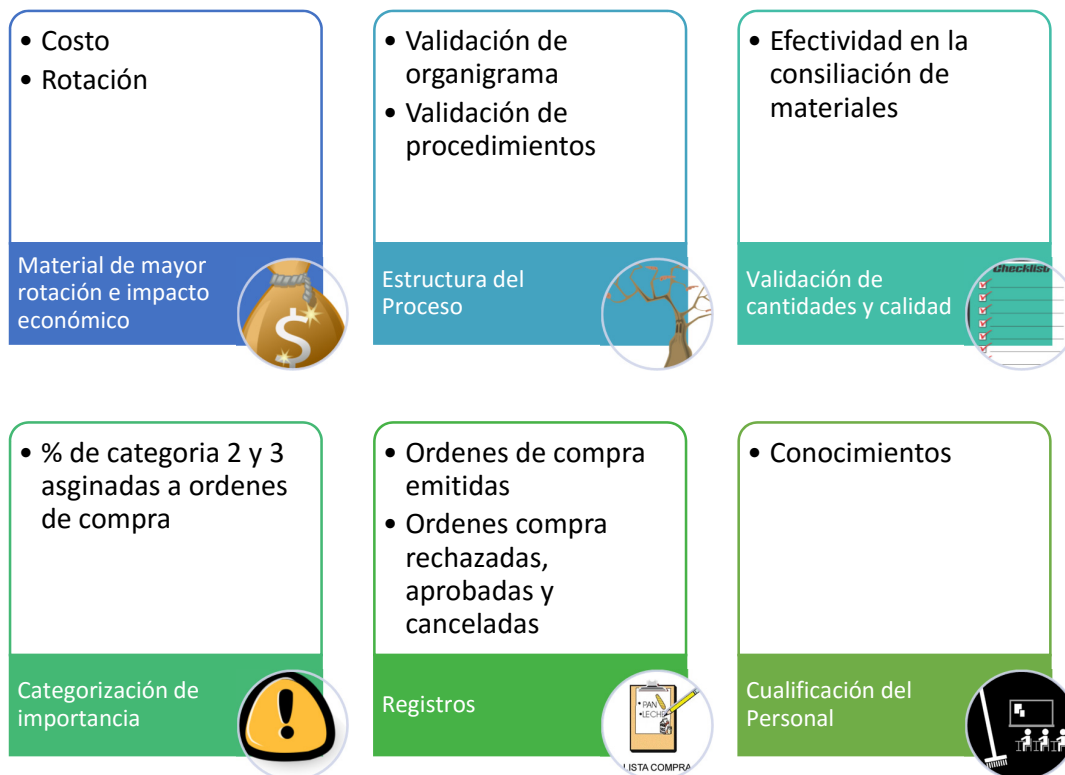 • Costo
• Rotación
Material de mayor
rotación e impacto
económico
• Validación de
organigrama
• Validación de
procedimientos
Estructura del
Proceso
• Efectividad en la
consiliación de
materiales
Validación de
cantidades y calidad
Checklist
• % de categoria 2 y 3
asginadas a ordenes
de compra
Categorización de
importancia
• Ordenes de compra
emitidas
• Ordenes compra
rechazadas,
aprobadas y
canceladas
Registros
• PAN
• LECHE
LISTA COMPRA
• Conocimientos
Cualificación del
Personal